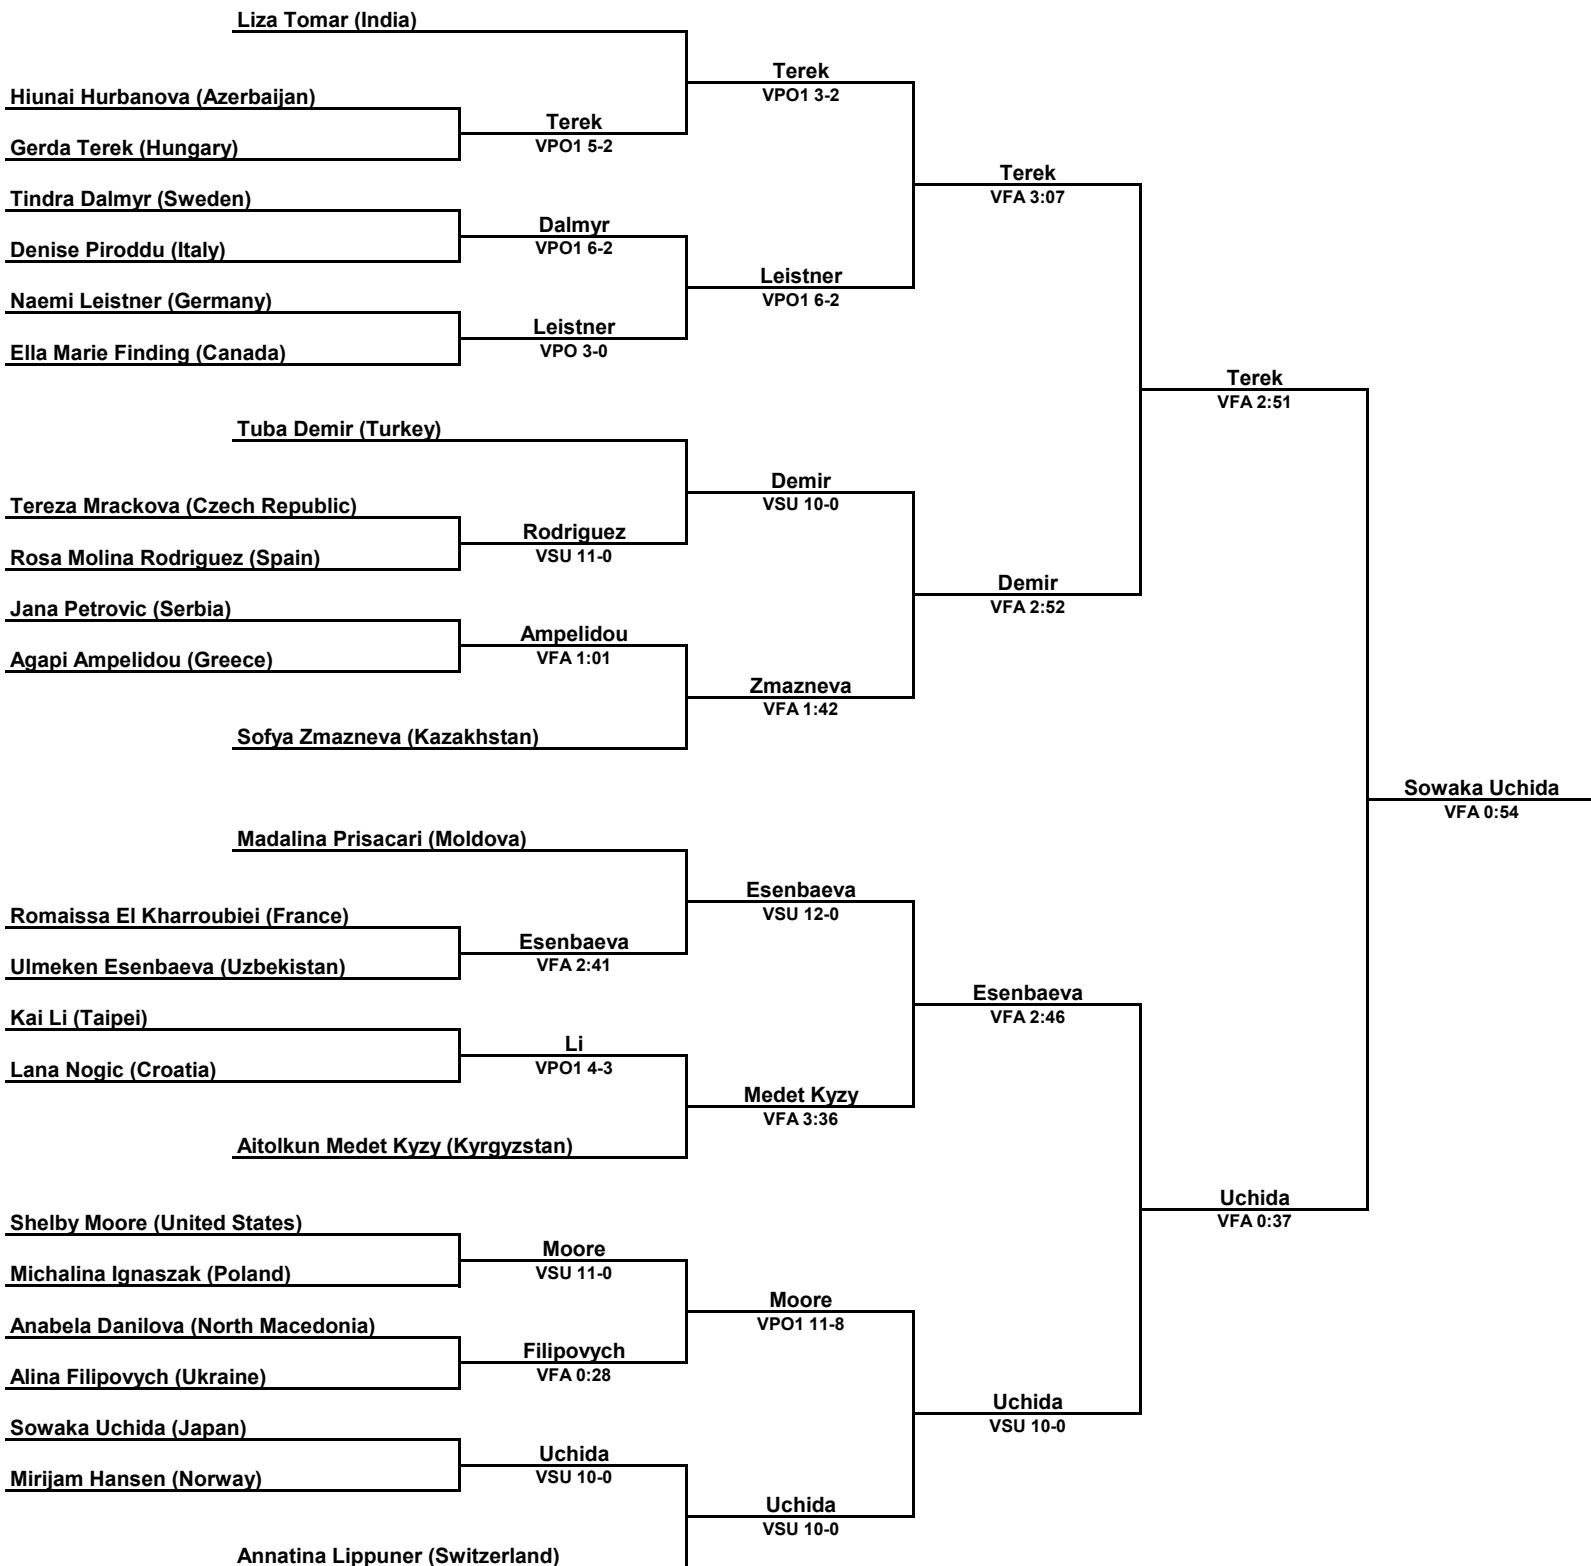 Liza Tomar (India)
Terek
VPO1 3-2
Hiunai Hurbanova (Azerbaijan)
Terek
VPO1 5-2
Gerda Terek (Hungary)
Terek
VFA 3:07
Tindra Dalmyr (Sweden)
Dalmyr
VPO1 6-2
Denise Piroddu (Italy)
Leistner
VPO1 6-2
Naemi Leistner (Germany)
Leistner
VPO 3-0
Ella Marie Finding (Canada)
Terek
VFA 2:51
Tuba Demir (Turkey)
Demir
VSU 10-0
Tereza Mrackova (Czech Republic)
Rodriguez
VSU 11-0
Rosa Molina Rodriguez (Spain)
Demir
VFA 2:52
Jana Petrovic (Serbia)
Ampelidou
VFA 1:01
Agapi Ampelidou (Greece)
Zmazneva
VFA 1:42
Sofya Zmazneva (Kazakhstan)
Sowaka Uchida
VFA 0:54
Madalina Prisacari (Moldova)
Esenbaeva
VSU 12-0
Romaissa El Kharroubiei (France)
Esenbaeva
VFA 2:41
Ulmeken Esenbaeva (Uzbekistan)
Esenbaeva
VFA 2:46
Kai Li (Taipei)
Li
VPO1 4-3
Lana Nogic (Croatia)
Medet Kyzy
VFA 3:36
Aitolkun Medet Kyzy (Kyrgyzstan)
Uchida
VFA 0:37
Shelby Moore (United States)
Moore
VSU 11-0
Michalina Ignaszak (Poland)
Moore
VPO1 11-8
Anabela Danilova (North Macedonia)
Filipovych
VFA 0:28
Alina Filipovych (Ukraine)
Uchida
VSU 10-0
Sowaka Uchida (Japan)
Uchida
VSU 10-0
Mirijam Hansen (Norway)
Uchida
VSU 10-0
Annatina Lippuner (Switzerland)